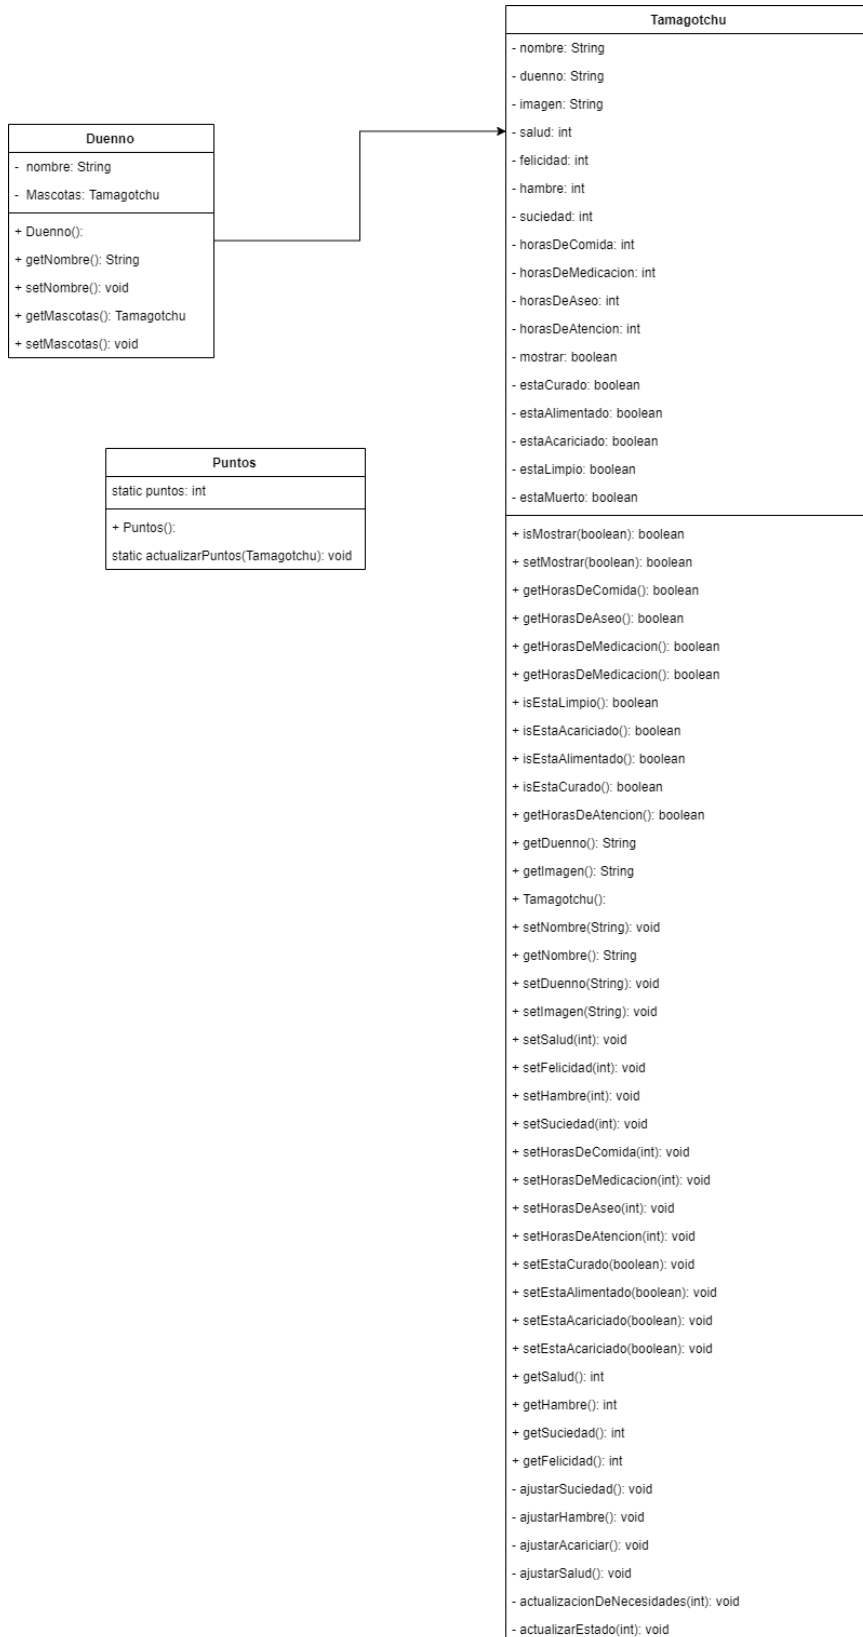 Duenno
- nombre: String
- Mascotas: Tamagotchu
+ Duenno():
+ getNombre(): String
+ setNombre(): void
+ getMascotas(): Tamagotchu
+ setMascotas(): void
Puntos
static puntos: int
+ Puntos():
static actualizarPuntos(Tamagotchu): void
Tamagotchu
- nombre: String
- duenno: String
- imagen: String
- salud: int
- felicidad: int
- hambre: int
- suciedad: int
- horasDeComida: int
- horasDeMedicacion: int
- horasDeAseo: int
- horasDeAtencion: int
- mostrar: boolean
- estaCurado: boolean
- estaAlimentado: boolean
- estaAcariciado: boolean
- estaLimpio: boolean
- estaMuerto: boolean
+ isMostrar(boolean): boolean
+ setMostrar(boolean): boolean
+ getHorasDeComida(): boolean
+ getHorasDeAseo(): boolean
+ getHorasDeMedicacion(): boolean
+ getHorasDeMedicacion(): boolean
+ isEstaLimpio(): boolean
+ isEstaAcariciado(): boolean
+ isEstaAlimentado(): boolean
+ isEstaCurado(): boolean
+ getHorasDeAtencion(): boolean
+ getDuenno(): String
+ getImagen(): String
+ Tamagotchu():
+ setNombre(String): void
+ getNombre(): String
+ setDuenno(String): void
+ setImagen(String): void
+ setSalud(int): void
+ setFelicidad(int): void
+ setHambre(int): void
+ setSuciedad(int): void
+ setHorasDeComida(int): void
+ setHorasDeMedicacion(int): void
+ setHorasDeAseo(int): void
+ setHorasDeAtencion(int): void
+ setEstaCurado(boolean): void
+ setEstaAlimentado(boolean): void
+ setEstaAcariciado(boolean): void
+ setEstaAcariciado(boolean): void
+ getSalud(): int
+ getHambre(): int
+ getSuciedad(): int
+ getFelicidad(): int
- ajustarSuciedad(): void
- ajustarHambre(): void
- ajustarAcariciar(): void
- ajustarSalud(): void
- actualizacionDeNecesidades(int): void
- actualizarEstado(int): void